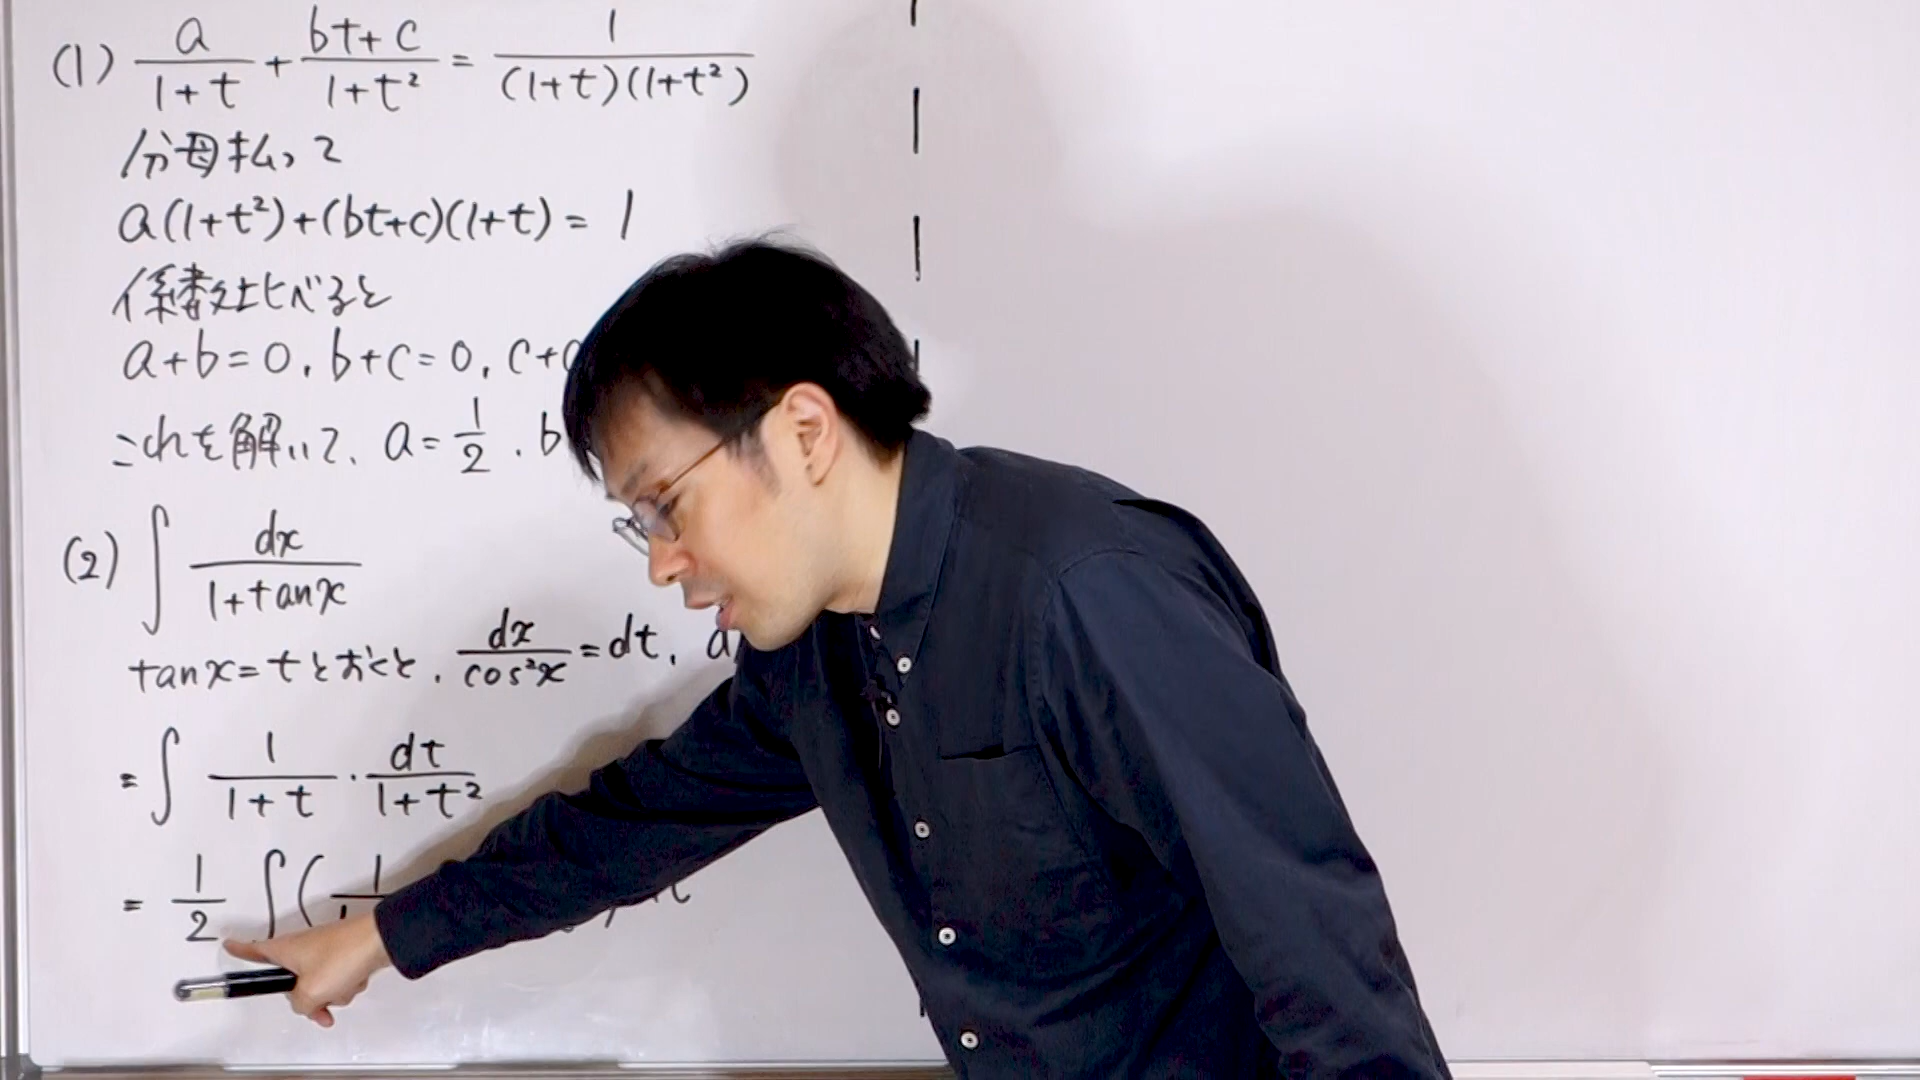 (1) a/(1+t) + (bt+c)/(1+t²) = 1/((1+t)(1+t²))
分母払って
a(1+t²)+(bt+c)(1+t) = 1
係数比べると
a+b=0, b+c=0, c+
これを解いて、a=1/2, b
(2) ∫ dx/(1+tanx)
tanx=tとおくと, dx/cos²x=dt,
=∫ 1/(1+t)・dt/(1+t²)
= 1/2 ∫(1